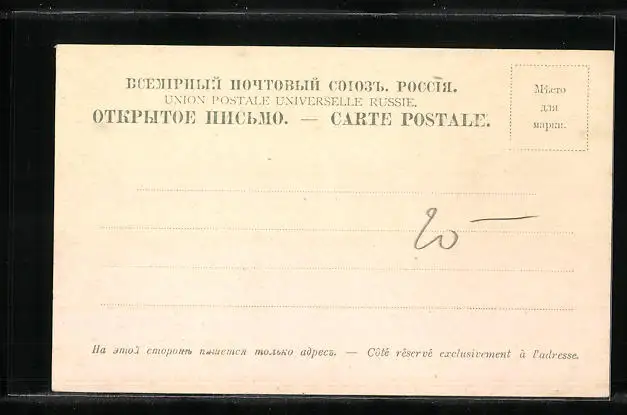 ВСЕМІРНЫЙ ПОЧТОВЫЙ СОЮЗЪ. РОССІЯ.
UNION POSTALE UNIVERSELLE RUSSIE.
ОТКРЫТОЕ ПИСЬМО. — CARTE POSTALE.
Мѣсто
для
марки.
20 —
На этой сторонѣ пишется только адресъ. — Côté réservé exclusivement à l'adresse.